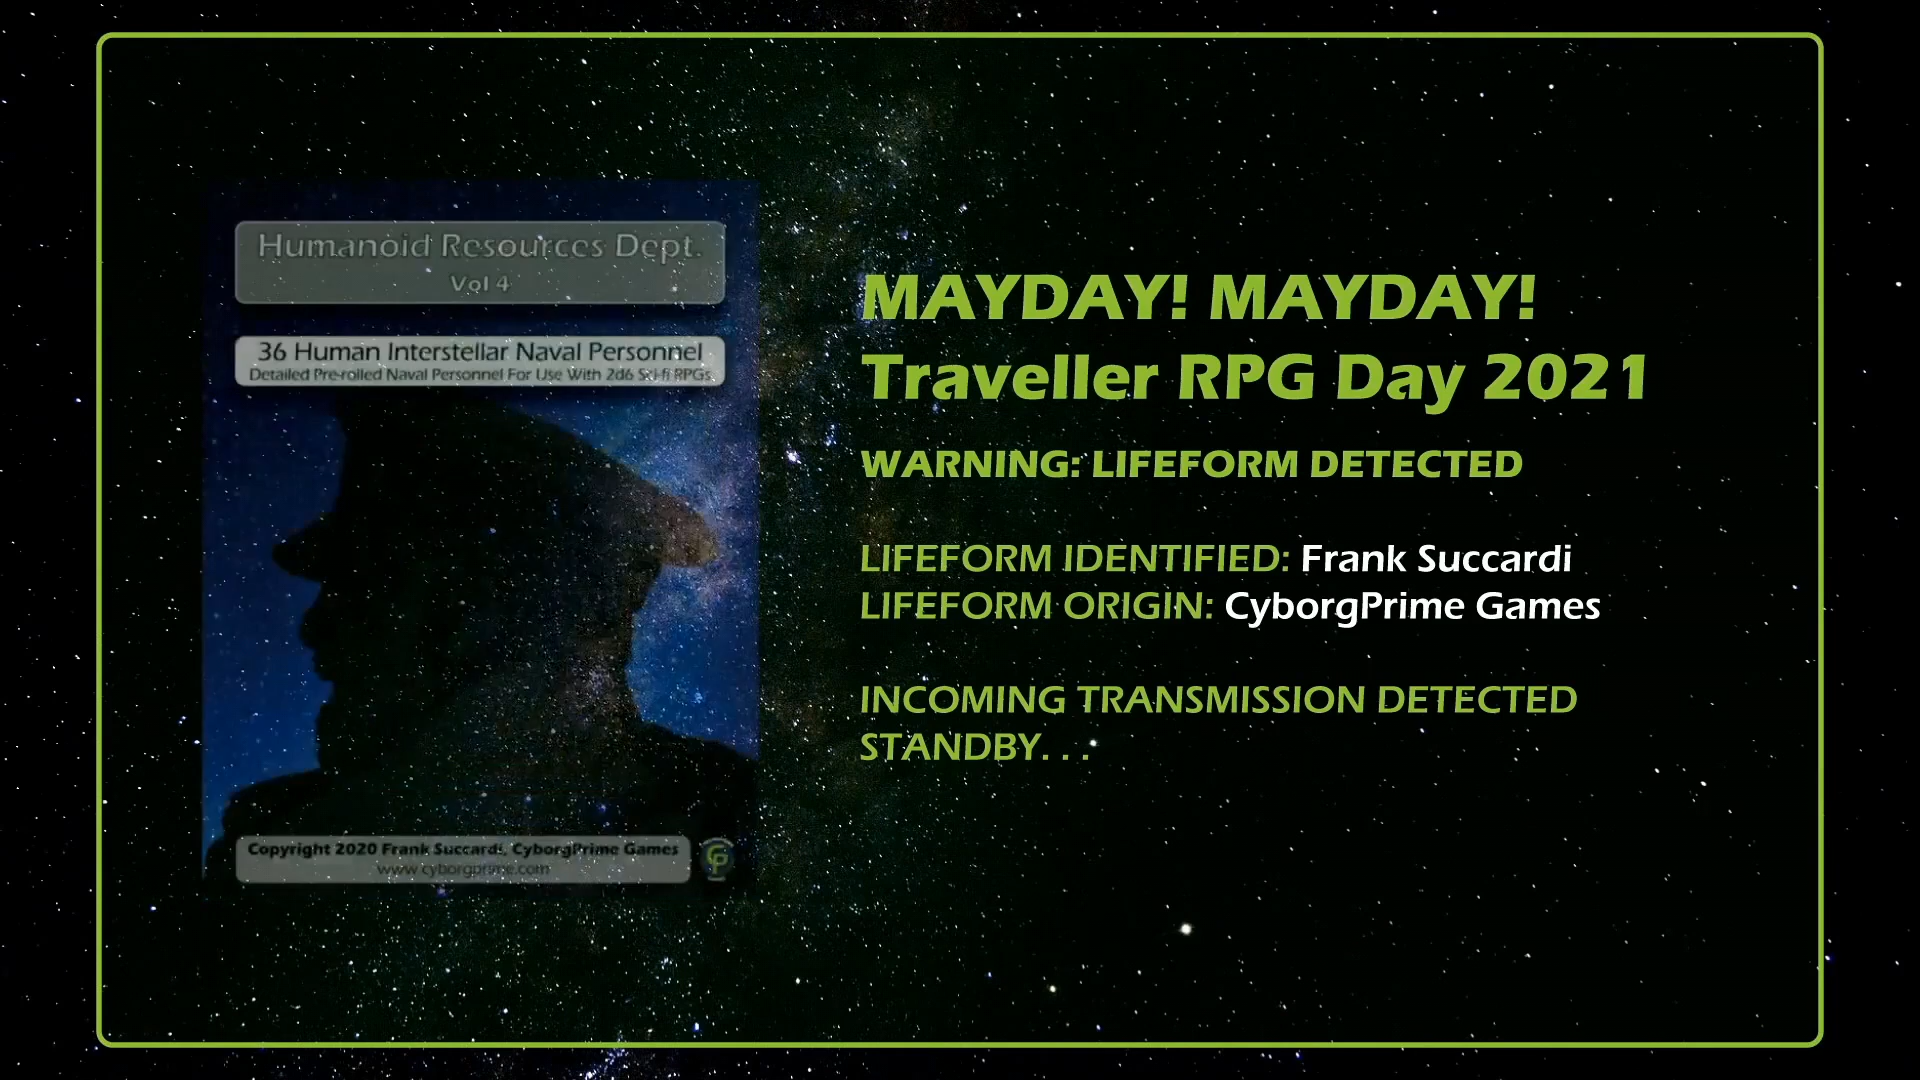 Humanoid Resources Dept.
Vol 4
36 Human Interstellar Naval Personnel
Detailed Pre-rolled Naval Personnel For Use With 2d6 Sci-fi RPGs
Copyright 2020 Frank Succardi, CyborgPrime Games
www.cyborgprime.com
CP
MAYDAY! MAYDAY!
Traveller RPG Day 2021
WARNING: LIFEFORM DETECTED
LIFEFORM IDENTIFIED: Frank Succardi
LIFEFORM ORIGIN: CyborgPrime Games
INCOMING TRANSMISSION DETECTED
STANDBY. . .